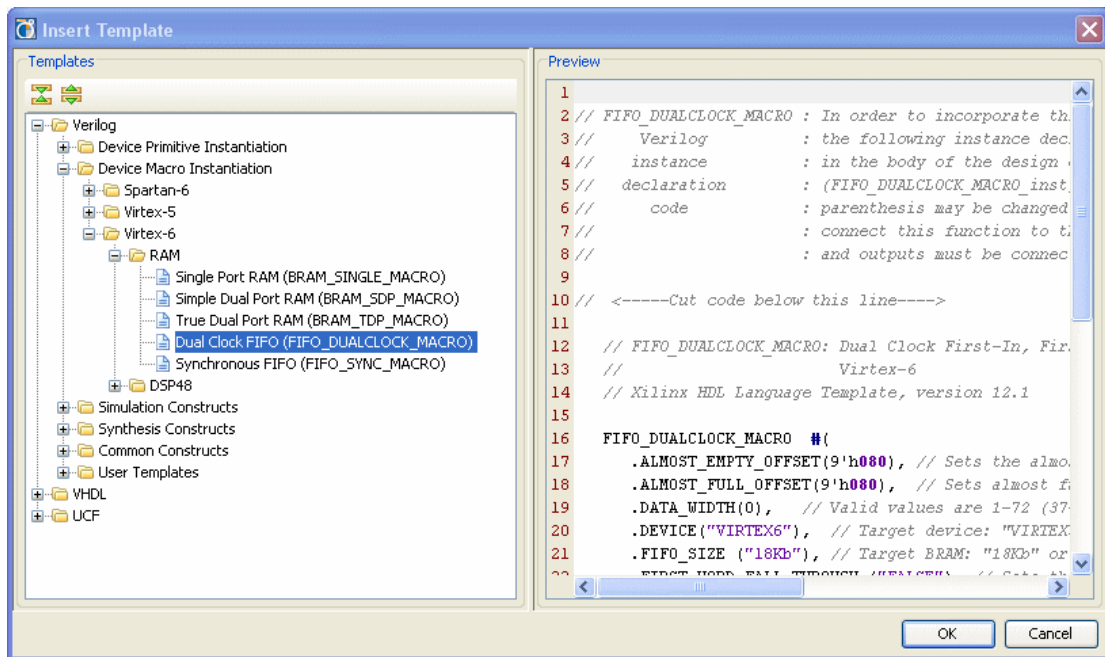 Insert Template
Templates
Verilog
Device Primitive Instantiation
Device Macro Instantiation
Spartan-6
Virtex-5
Virtex-6
RAM
Single Port RAM (BRAM_SINGLE_MACRO)
Simple Dual Port RAM (BRAM_SDP_MACRO)
True Dual Port RAM (BRAM_TDP_MACRO)
Dual Clock FIFO (FIFO_DUALCLOCK_MACRO)
Synchronous FIFO (FIFO_SYNC_MACRO)
DSP48
Simulation Constructs
Synthesis Constructs
Common Constructs
User Templates
VHDL
UCF
Preview
1
2 // FIFO_DUALCLOCK_MACRO : In order to incorporate th
3 // Verilog : the following instance dec
4 // instance : in the body of the design
5 // declaration : (FIFO_DUALCLOCK_MACRO_inst
6 // code : parenthesis may be changed
7 // : connect this function to t
8 // : and outputs must be connec
9
10 // <-----Cut code below this line---->
11
12 // FIFO_DUALCLOCK_MACRO: Dual Clock First-In, Fir
13 // Virtex-6
14 // Xilinx HDL Language Template, version 12.1
15
16 FIFO_DUALCLOCK_MACRO #(
17 .ALMOST_EMPTY_OFFSET(9'h080), // Sets the almo
18 .ALMOST_FULL_OFFSET(9'h080), // Sets almost f
19 .DATA_WIDTH(0), // Valid values are 1-72 (37
20 .DEVICE("VIRTEX6"), // Target device: "VIRTEX
21 .FIFO_SIZE ("18Kb"), // Target BRAM: "18Kb" or
22 .FIRST_WORD_FALL_THROUGH ("FALSE") // Sets th
OK
Cancel